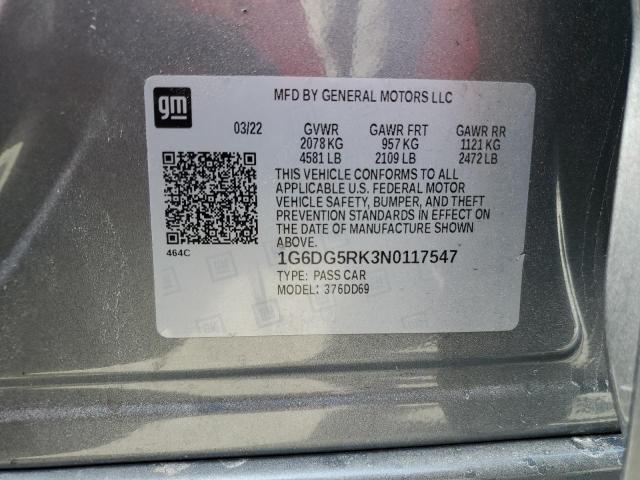 gm
MFD BY GENERAL MOTORS LLC
03/22 GVWR GAWR FRT GAWR RR
2078 KG 957 KG 1121 KG
4581 LB 2109 LB 2472 LB
THIS VEHICLE CONFORMS TO ALL
APPLICABLE U.S. FEDERAL MOTOR
VEHICLE SAFETY, BUMPER, AND THEFT
PREVENTION STANDARDS IN EFFECT ON
THE DATE OF MANUFACTURE SHOWN
ABOVE.
464C
1G6DG5RK3N0117547
TYPE: PASS CAR
MODEL: 376DD69